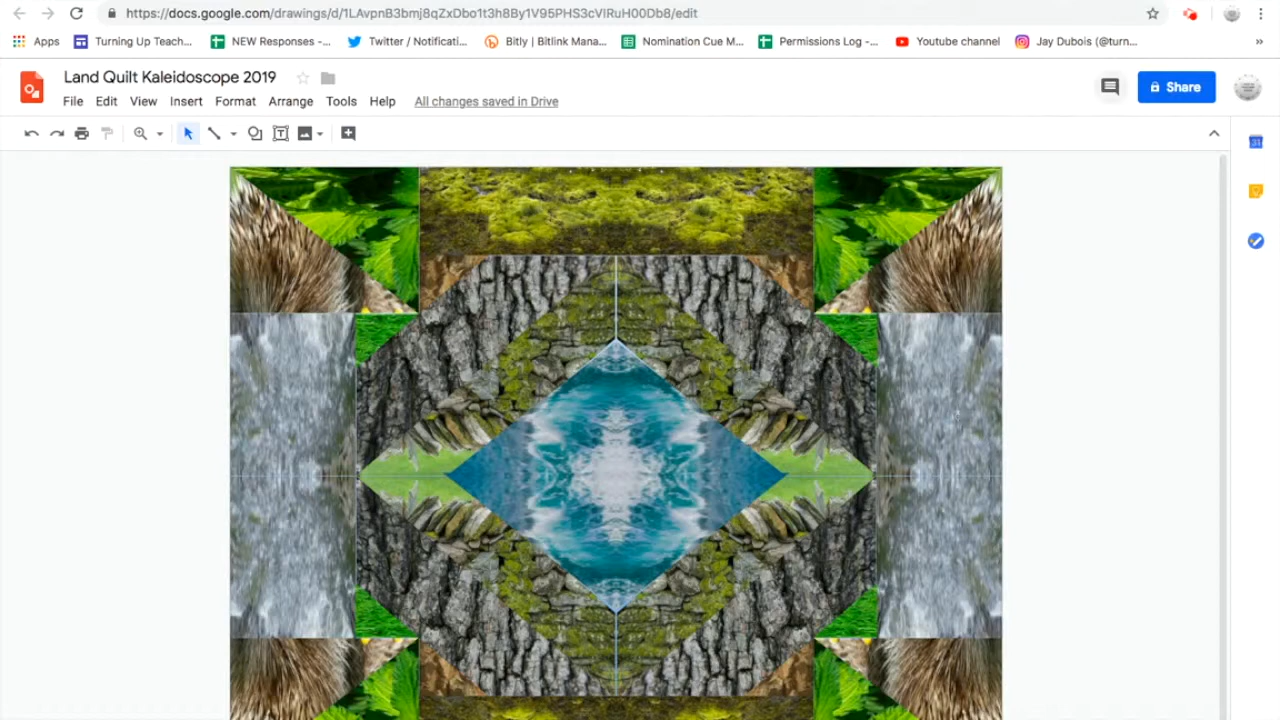 https://docs.google.com/drawings/d/1LAvpnB3bmj8qZxDbo1t3h8By1V95PHS3cVIRuH00Db8/edit
Apps Turning Up Teach... NEW Responses -... Twitter / Notificati... Bitly | Bitlink Mana... Nomination Cue M... Permissions Log -... Youtube channel Jay Dubois (@turn... »
Land Quilt Kaleidoscope 2019
File Edit View Insert Format Arrange Tools Help All changes saved in Drive
Share
31